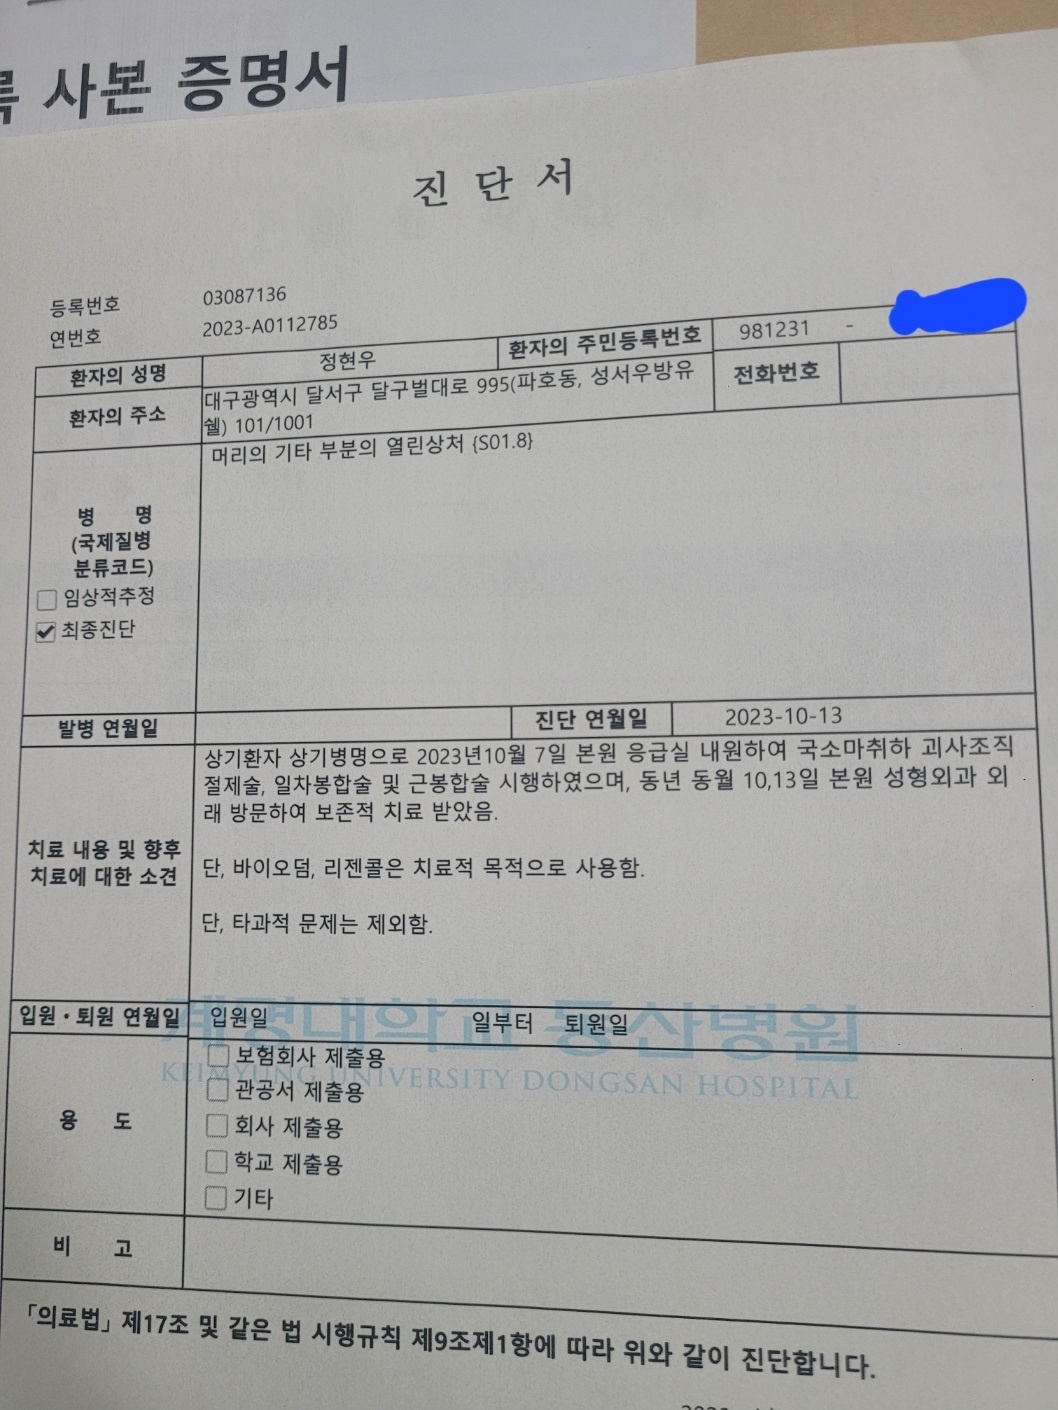 록 사본 증명서
진 단 서
등록번호 03087136
연번호 2023-A0112785
환자의 성명 정현우 환자의 주민등록번호 981231 -
환자의 주소 대구광역시 달서구 달구벌대로 995(파호동, 성서우방유
쉘) 101/1001 전화번호
병 명
(국제질병
분류코드)
머리의 기타 부분의 열린상처 {S01.8}
임상적추정
최종진단
발병 연월일 진단 연월일 2023-10-13
치료 내용 및 향후
치료에 대한 소견
상기환자 상기병명으로 2023년10월 7일 본원 응급실 내원하여 국소마취하 괴사조직
절제술, 일차봉합술 및 근봉합술 시행하였으며, 동년 동월 10,13일 본원 성형외과 외
래 방문하여 보존적 치료 받았음.
단, 바이오덤, 리젠콜은 치료적 목적으로 사용함.
단, 타과적 문제는 제외함.
입원·퇴원 연월일 입원일 일부터 퇴원일
계명대학교 동산병원
KEIMYUNG UNIVERSITY DONGSAN HOSPITAL
용 도
보험회사 제출용
관공서 제출용
회사 제출용
학교 제출용
기타
비 고
「의료법」 제17조 및 같은 법 시행규칙 제9조제1항에 따라 위와 같이 진단합니다.